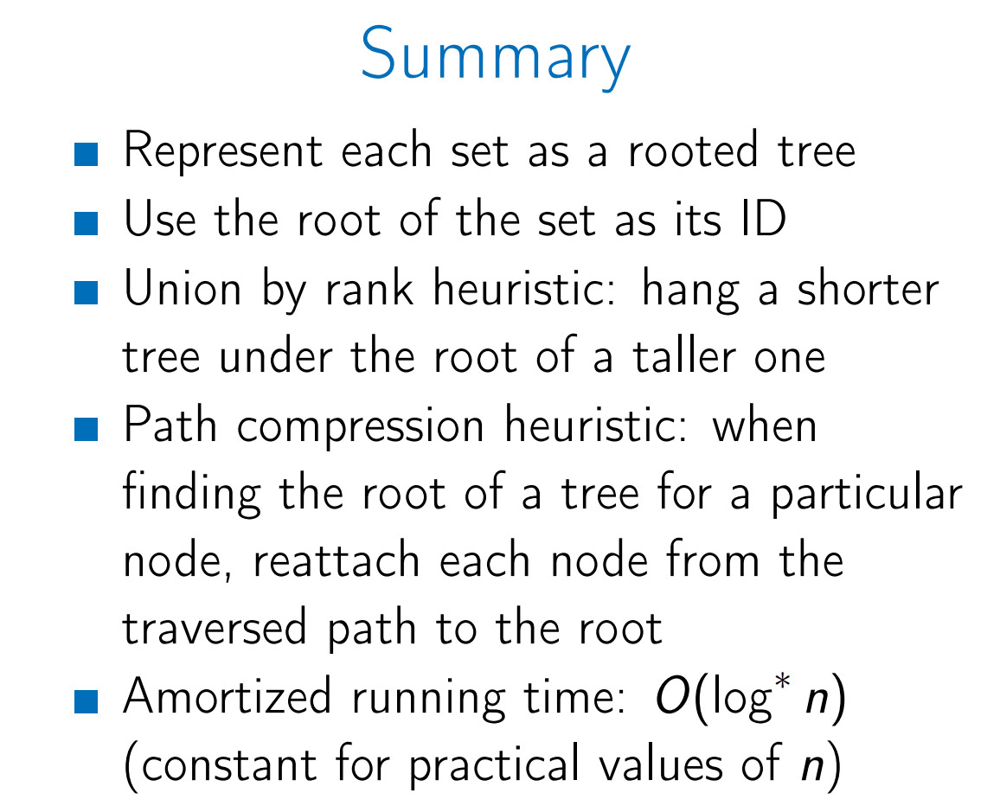 Summary
Represent each set as a rooted tree
Use the root of the set as its ID
Union by rank heuristic: hang a shorter
tree under the root of a taller one
Path compression heuristic: when
finding the root of a tree for a particular
node, reattach each node from the
traversed path to the root
Amortized running time: O(log* n)
(constant for practical values of n)